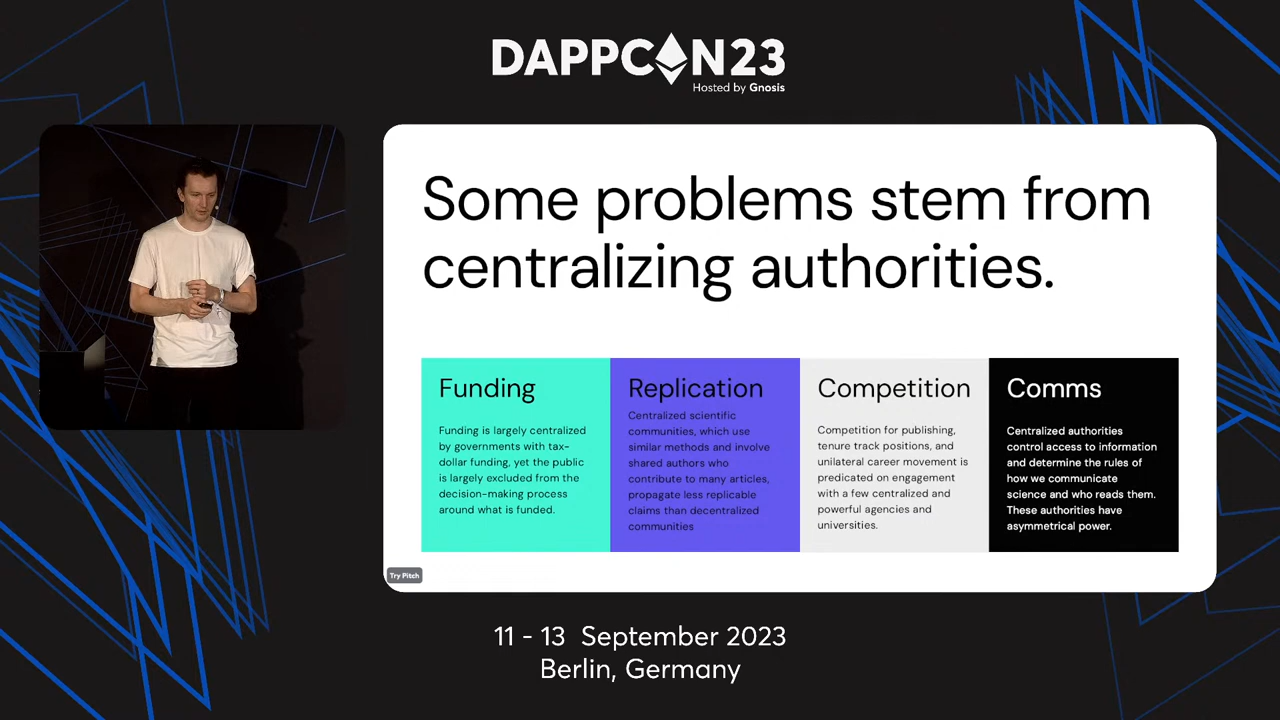 DAPPCON23
Hosted by Gnosis
Some problems stem from
centralizing authorities.
Funding
Funding is largely centralized
by governments with tax-
dollar funding, yet the public
is largely excluded from the
decision-making process
around what is funded.
Replication
Centralized scientific
communities, which use
similar methods and involve
shared authors who
contribute to many articles,
propagate less replicable
claims than decentralized
communities
Competition
Competition for publishing,
tenure track positions, and
unilateral career movement is
predicated on engagement
with a few centralized and
powerful agencies and
universities.
Comms
Centralized authorities
control access to information
and determine the rules of
how we communicate
science and who reads them.
These authorities have
asymmetrical power.
Try Pitch
11 - 13 September 2023
Berlin, Germany